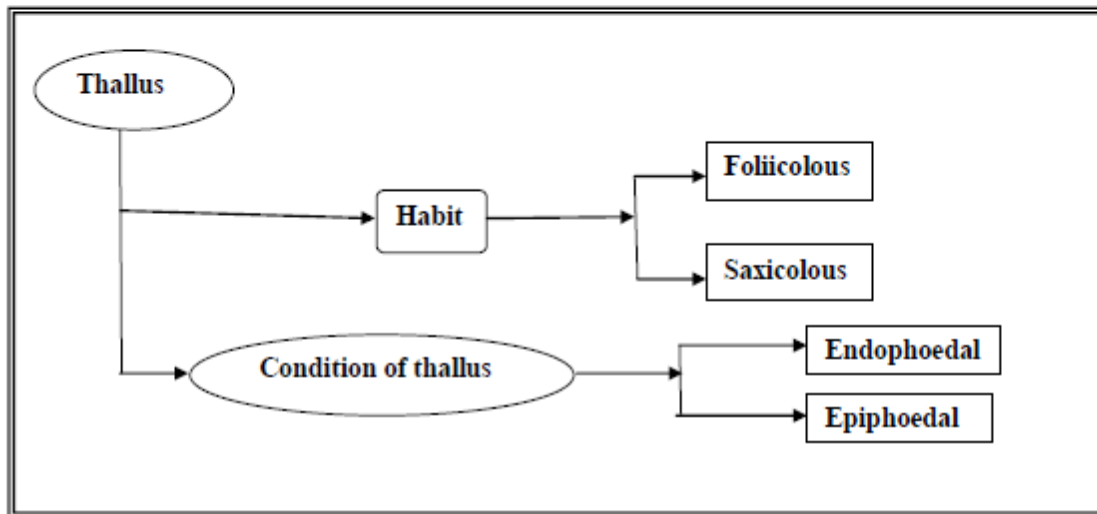 Thallus
Foliicolous
Habit
Saxicolous
Condition of thallus
Endophoedal
Epiphoedal